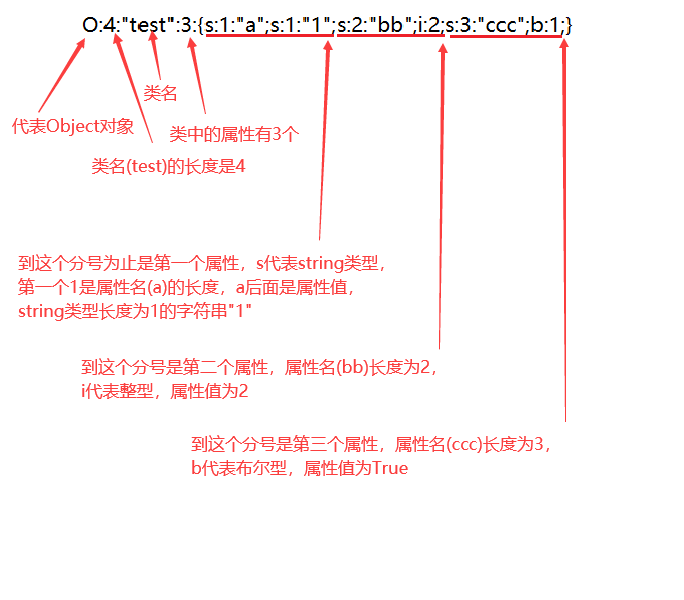 O:4:"test":3:{s:1:"a";s:1:"1";s:2:"bb";i:2;s:3:"ccc";b:1;}
类名
代表Object对象
类中的属性有3个
类名(test)的长度是4
到这个分号为止是第一个属性，s代表string类型，
第一个1是属性名(a)的长度，a后面是属性值，
string类型长度为1的字符串"1"
到这个分号是第二个属性，属性名(bb)长度为2，
i代表整型，属性值为2
到这个分号是第三个属性，属性名(ccc)长度为3，
b代表布尔型，属性值为True